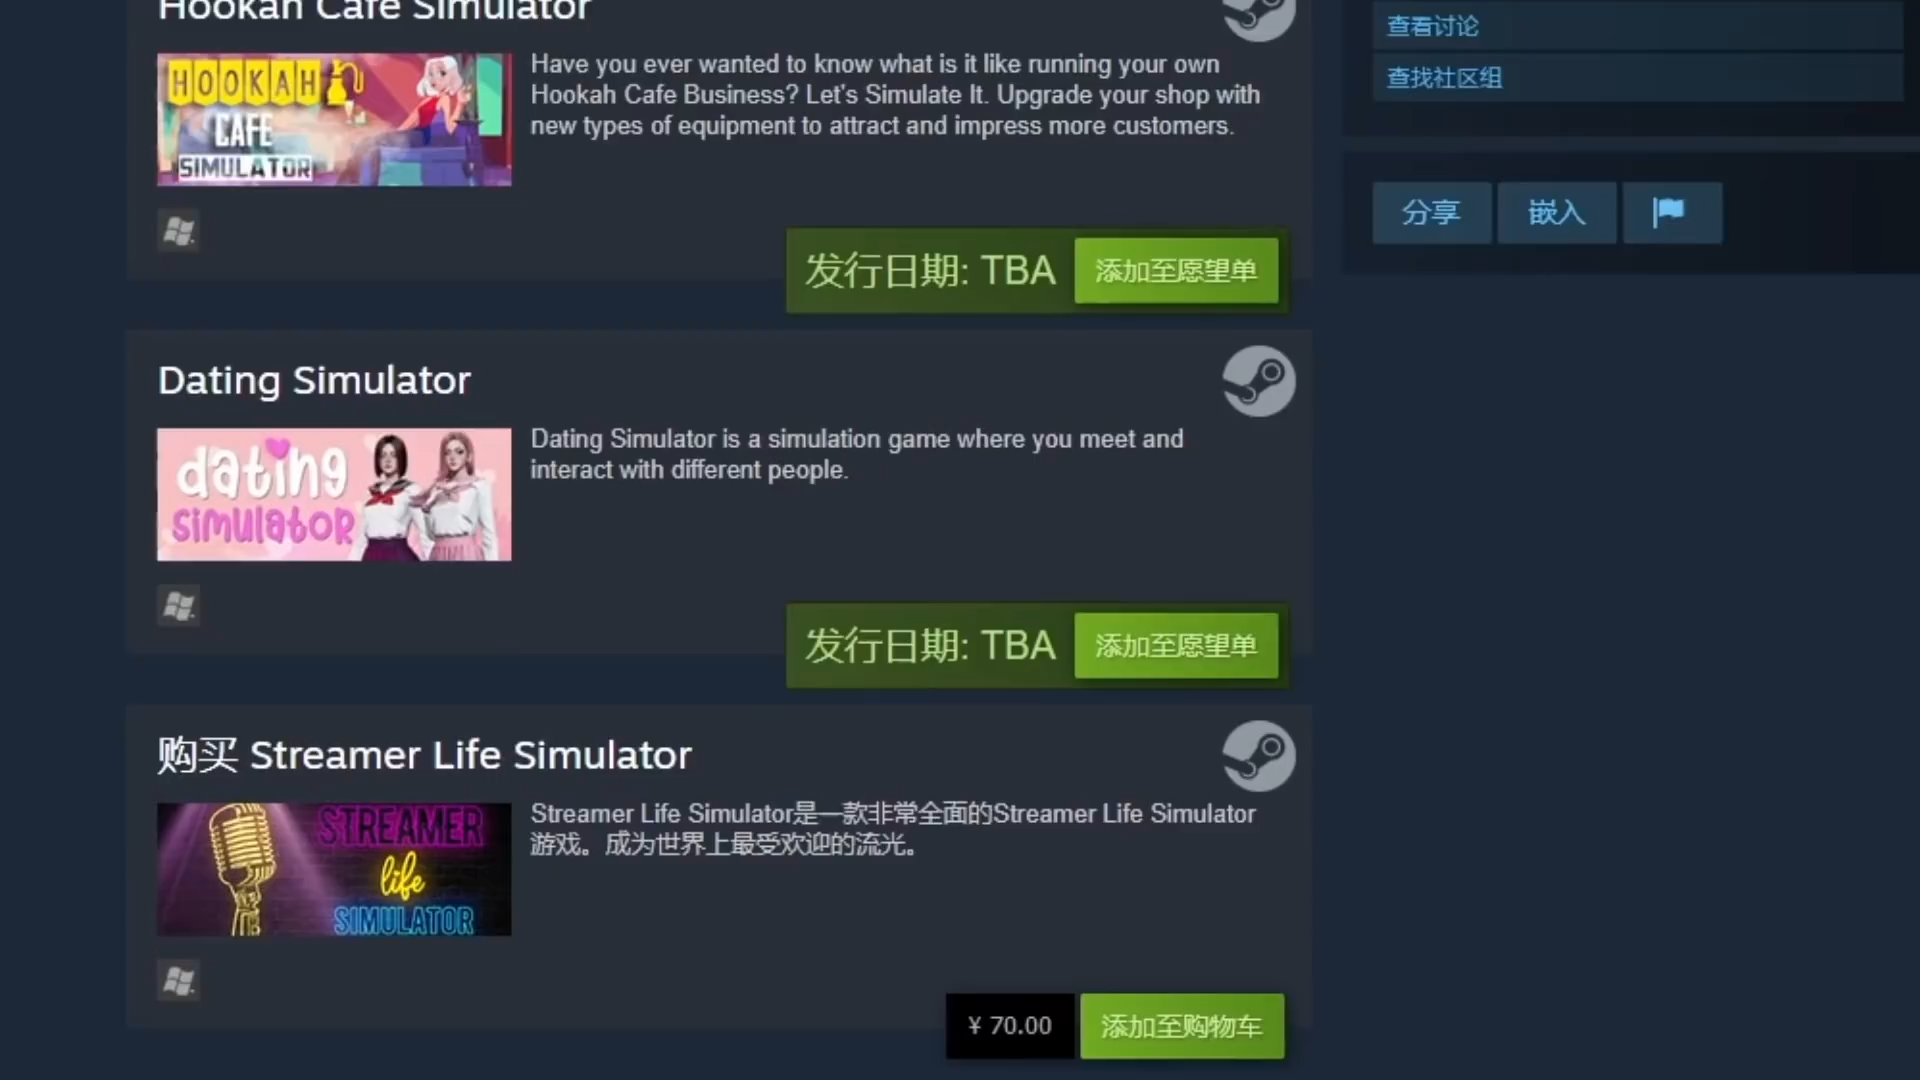 Hookah Cafe Simulator
HOOKAH
CAFE
SIMULATOR
Have you ever wanted to know what is it like running your own
Hookah Cafe Business? Let's Simulate It. Upgrade your shop with
new types of equipment to attract and impress more customers.
发行日期: TBA
添加至愿望单
查看讨论
查找社区组
分享
嵌入
Dating Simulator
dating
simulator
Dating Simulator is a simulation game where you meet and
interact with different people.
发行日期: TBA
添加至愿望单
购买 Streamer Life Simulator
STREAMER
life
SIMULATOR
Streamer Life Simulator是一款非常全面的Streamer Life Simulator
游戏。成为世界上最受欢迎的流光。
¥ 70.00
添加至购物车